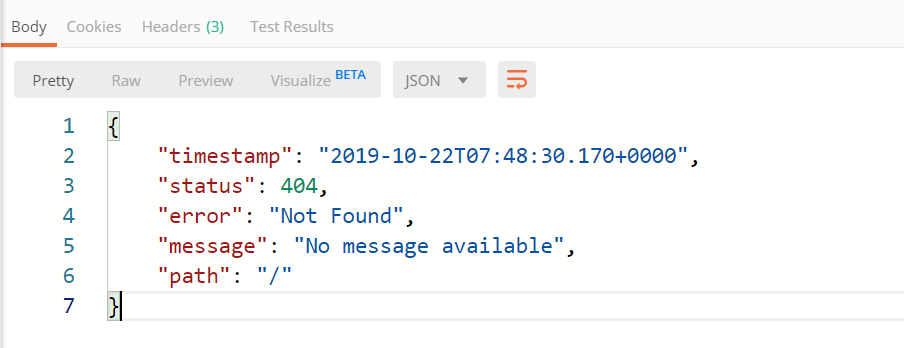 Body Cookies Headers (3) Test Results
Pretty Raw Preview Visualize BETA JSON
1 {
2 "timestamp": "2019-10-22T07:48:30.170+0000",
3 "status": 404,
4 "error": "Not Found",
5 "message": "No message available",
6 "path": "/"
7 }